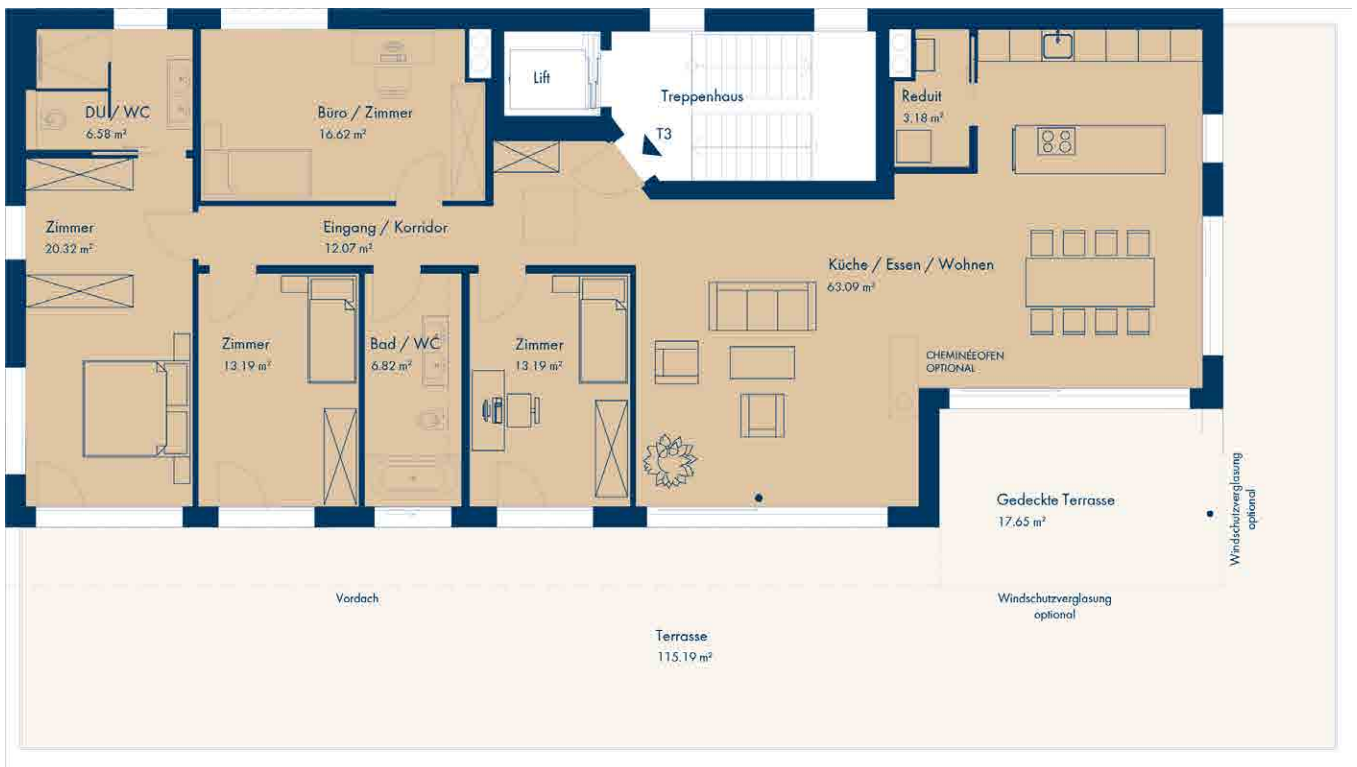 DU / WC
6.58 m²
Büro / Zimmer
16.62 m²
Lift
Treppenhaus
T3
Reduit
3.18 m²
Zimmer
20.32 m²
Eingang / Korridor
12.07 m²
Küche / Essen / Wohnen
63.09 m²
Zimmer
13.19 m²
Bad / WC
6.82 m²
Zimmer
13.19 m²
CHEMINÉEOFEN
OPTIONAL
Gedeckte Terrasse
17.65 m²
Windschutzverglasung
optional
Vordach
Windschutzverglasung
optional
Terrasse
115.19 m²